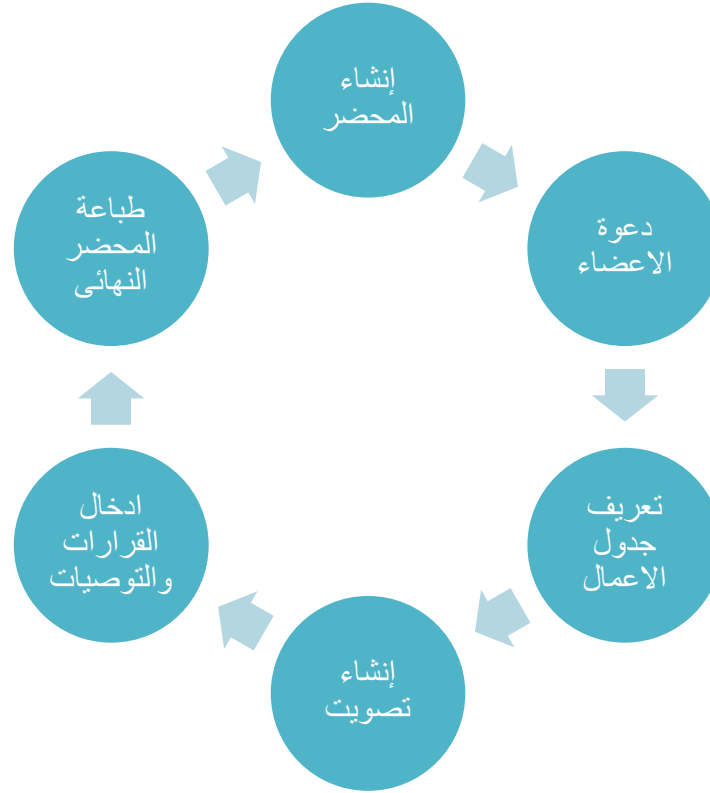 إنشاء
المحضر
دعوة
الاعضاء
تعريف
جدول
الاعمال
إنشاء
تصويت
ادخال
القرارات
والتوصيات
طباعة
المحضر
النهائى